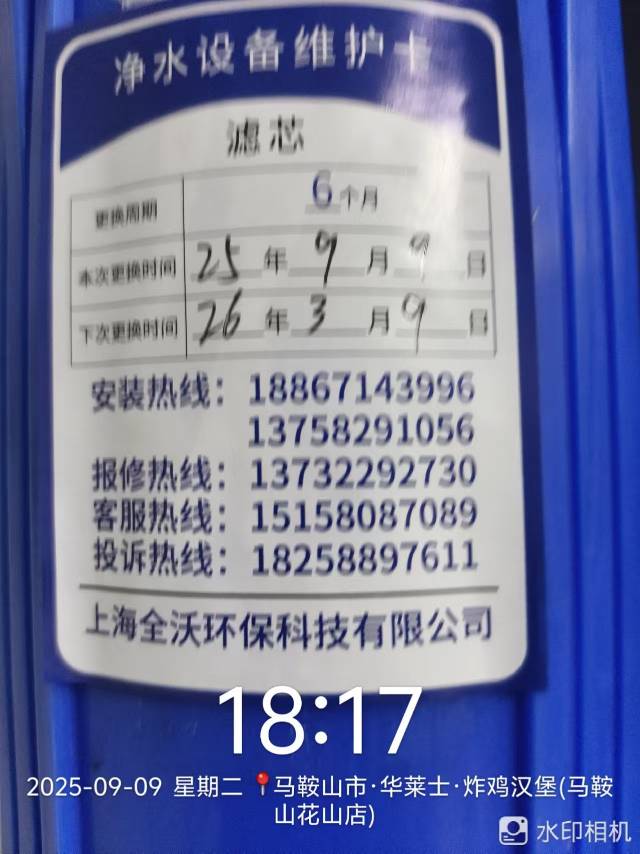 净水设备维护卡
滤芯
更换周期 6个月
本次更换时间 25年9月9日
下次更换时间 26年3月9日
安装热线：18867143996
13758291056
报修热线：13732292730
客服热线：15158087089
投诉热线：18258897611
上海全沃环保科技有限公司
18:17
2025-09-09 星期二 马鞍山市·华莱士·炸鸡汉堡(马鞍
山花山店)
水印相机